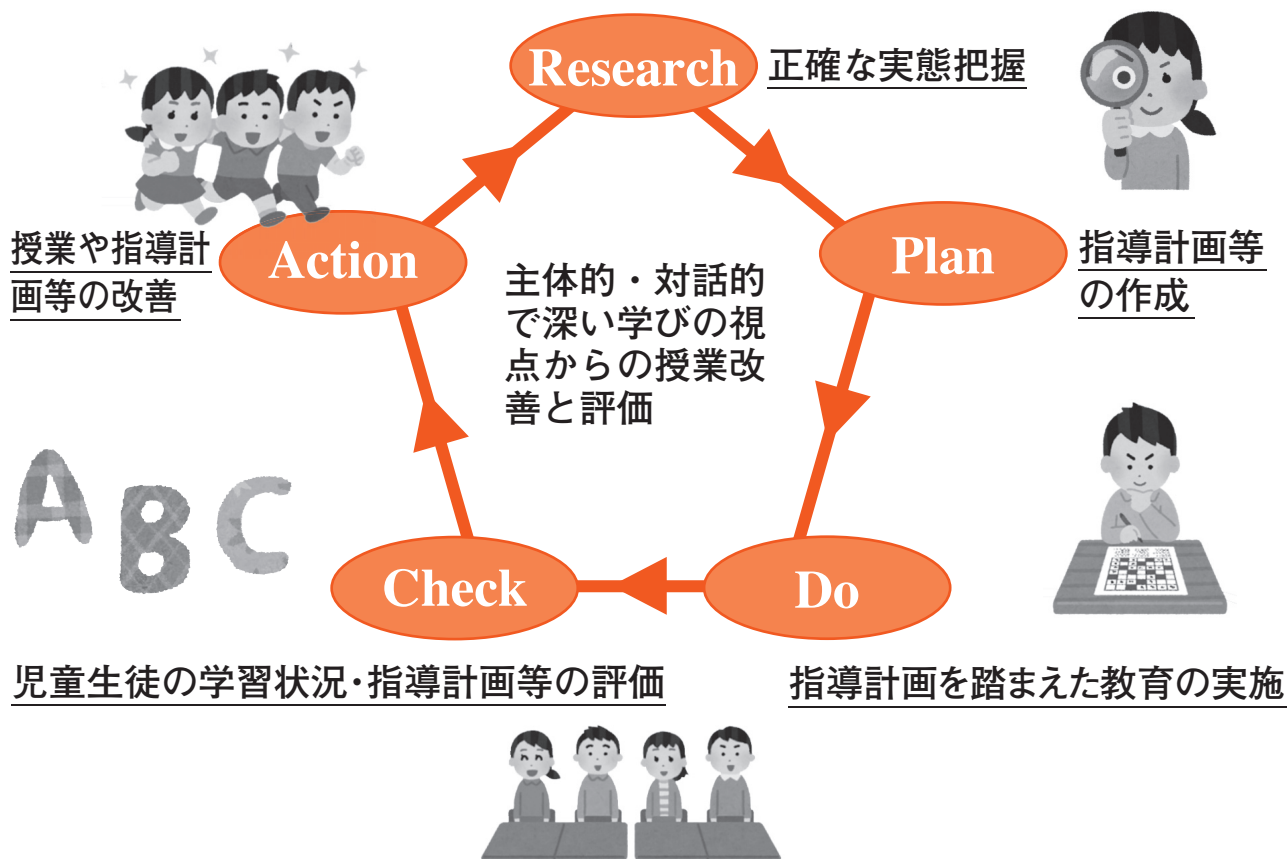 Research
正確な実態把握
Plan
指導計画等
の作成
Do
指導計画を踏まえた教育の実施
Check
児童生徒の学習状況・指導計画等の評価
Action
授業や指導計
画等の改善
主体的・対話的
で深い学びの視
点からの授業改
善と評価
A
B
C